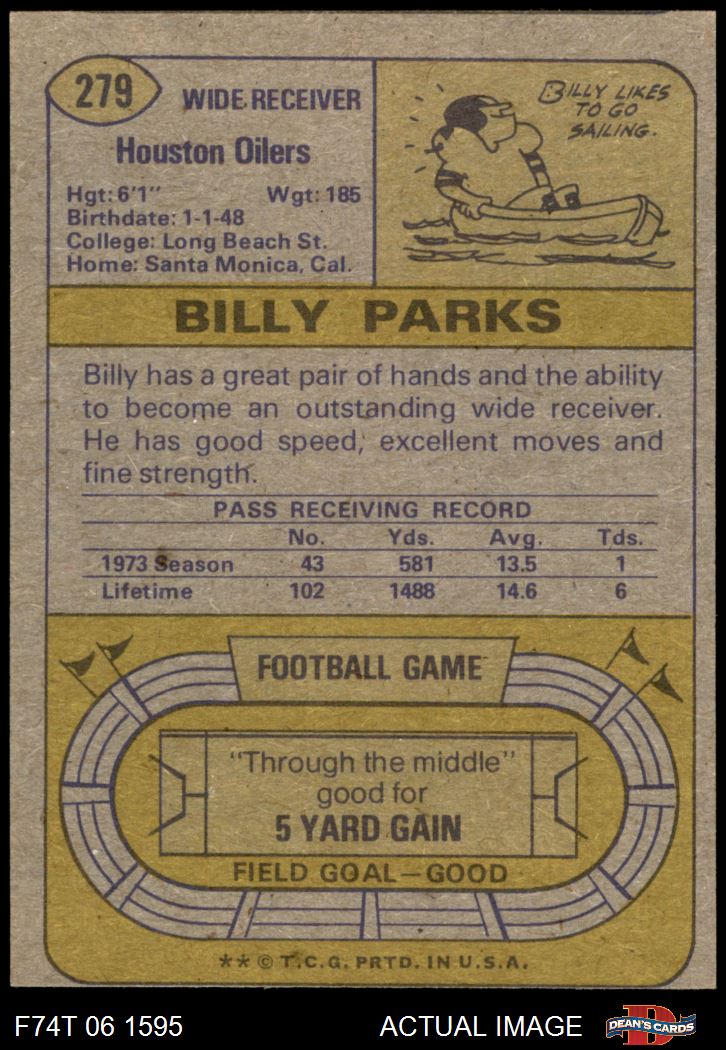 279
WIDE RECEIVER
Houston Oilers
Hgt: 6'1" Wgt: 185
Birthdate: 1-1-48
College: Long Beach St.
Home: Santa Monica, Cal.
BILLY LIKES
TO GO
SAILING.
BILLY PARKS
Billy has a great pair of hands and the ability
to become an outstanding wide receiver.
He has good speed, excellent moves and
fine strength.
PASS RECEIVING RECORD
No. Yds. Avg. Tds.
1973 Season 43 581 13.5 1
Lifetime 102 1488 14.6 6
FOOTBALL GAME
"Through the middle"
good for
5 YARD GAIN
FIELD GOAL—GOOD
** © T.C.G. PRTD. IN U.S.A.
F74T 06 1595 ACTUAL IMAGE
D
DEAN'S CARDS